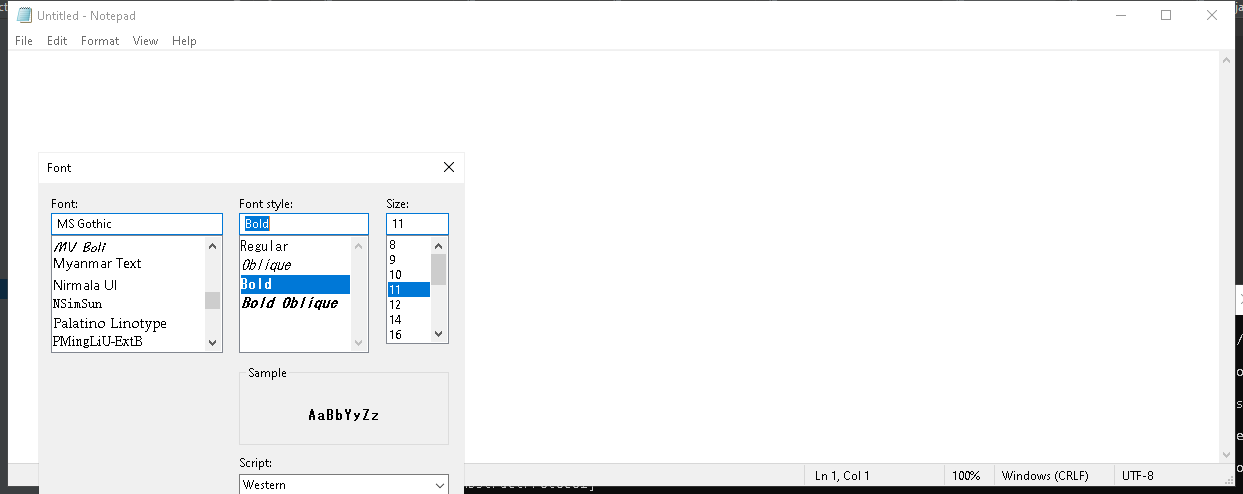 Untitled - Notepad
File Edit Format View Help
Font
Font: Font style: Size:
MS Gothic Bold 11
MV Boli
Myanmar Text
Nirmala UI
NSimSun
Palatino Linotype
PMingLiU-ExtB
Regular
Oblique
Bold
Bold Oblique
8
9
10
11
12
14
16
Sample
AaBbYyZz
Script:
Western
Ln 1, Col 1 100% Windows (CRLF) UTF-8